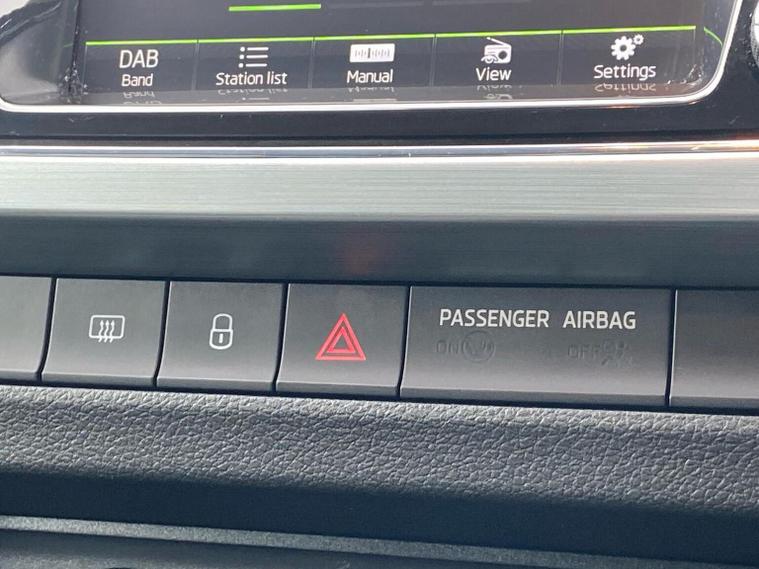 DAB
Band
Station list
Manual
View
Settings
PASSENGER AIRBAG
ON OFF